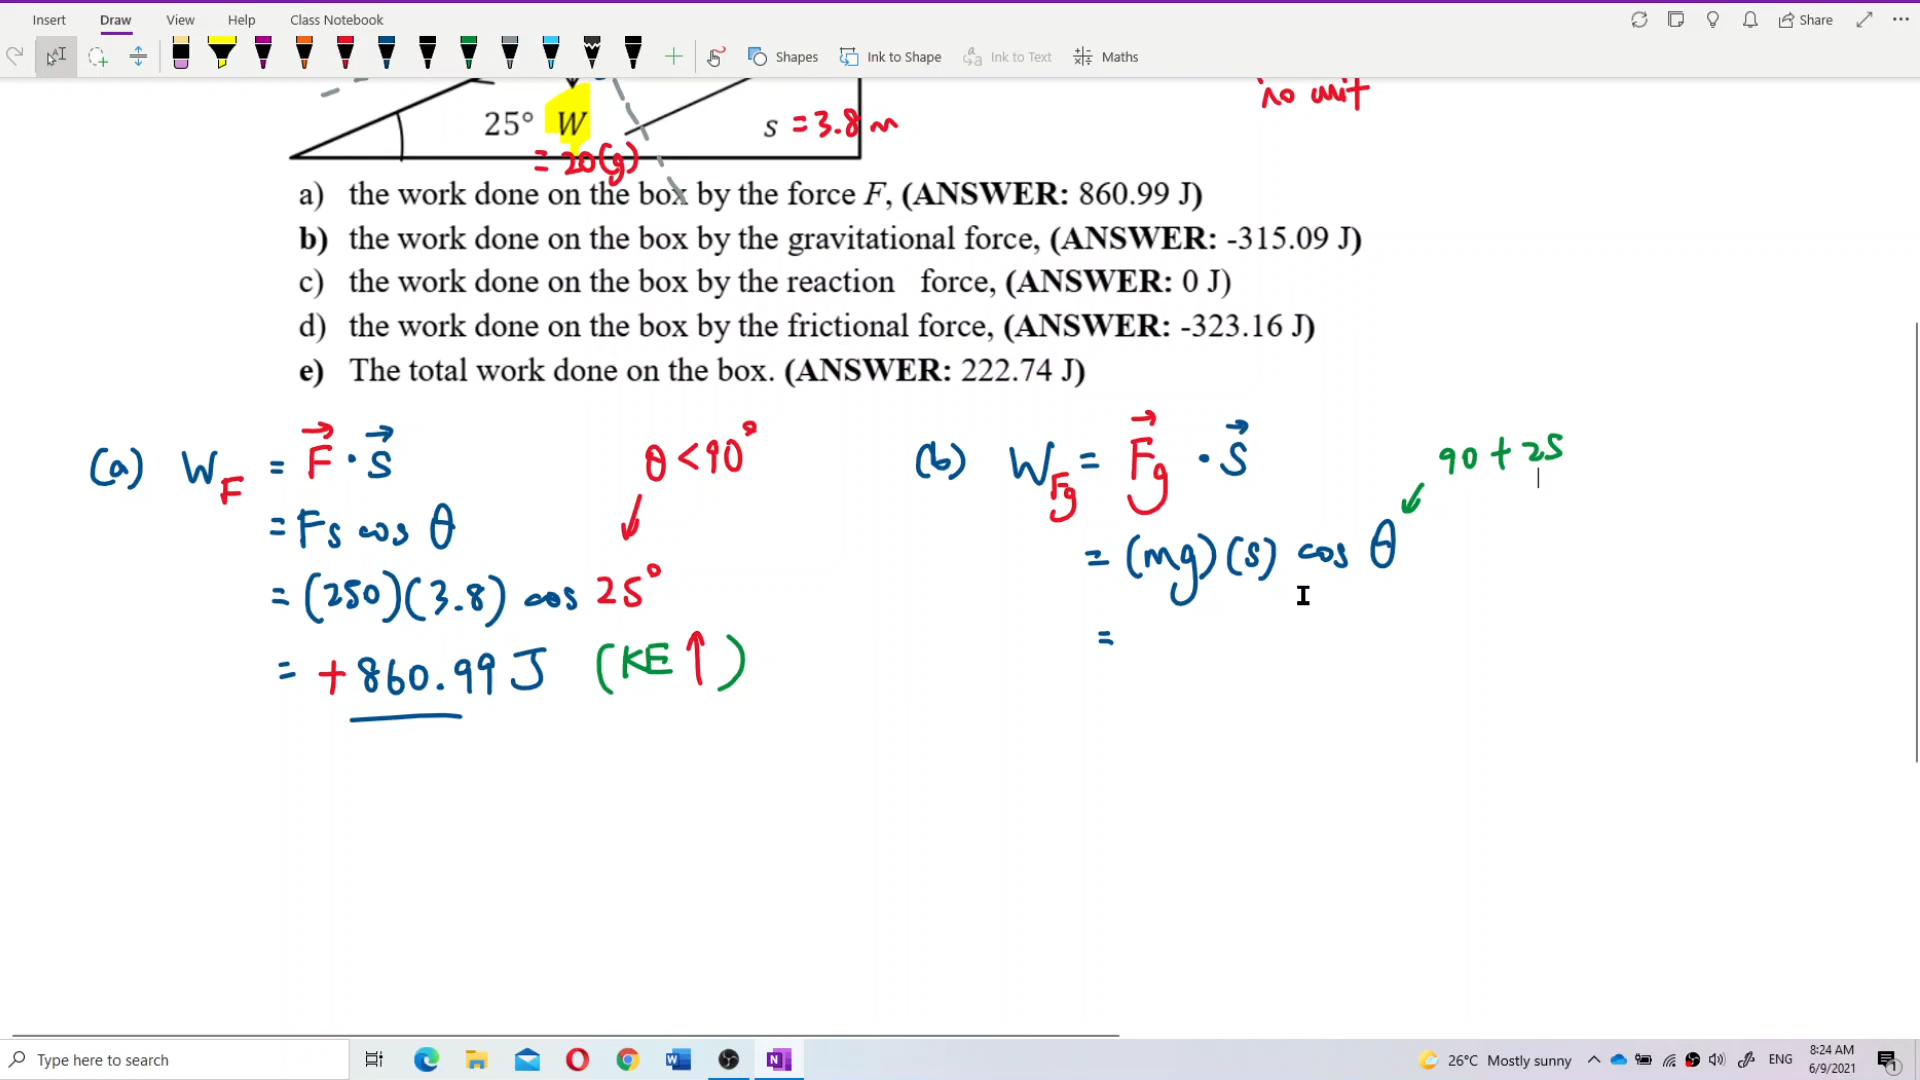 Insert Draw View Help Class Notebook Share
Shapes Ink to Shape Ink to Text Maths
no unit
25° W s = 3.8 m
= 20(g)
a) the work done on the box by the force F, (ANSWER: 860.99 J)
b) the work done on the box by the gravitational force, (ANSWER: -315.09 J)
c) the work done on the box by the reaction force, (ANSWER: 0 J)
d) the work done on the box by the frictional force, (ANSWER: -323.16 J)
e) The total work done on the box. (ANSWER: 222.74 J)
(a) W_F = F⃗ · s⃗
θ < 90°
= Fs cos θ
= (250)(3.8) cos 25°
= +860.99 J (KE ↑)
(b) W_Fg = F⃗g · s⃗
90 + 25
= (mg)(s) cos θ
=
Type here to search
26°C Mostly sunny ENG
8:24 AM
6/9/2021
1